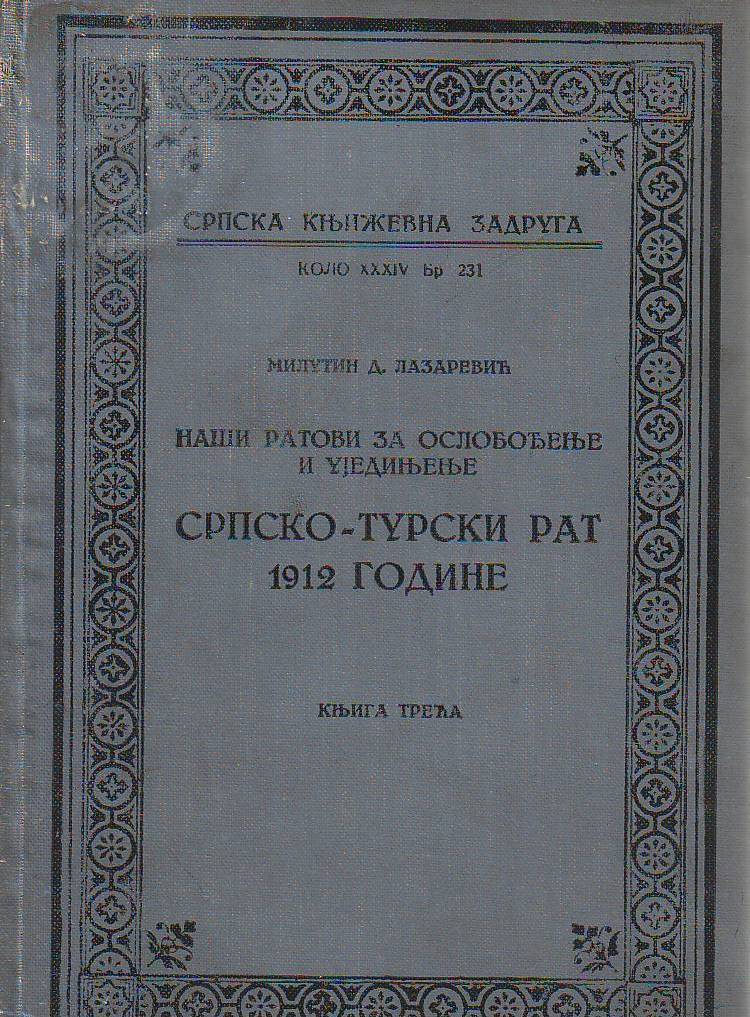 СРПСКА КЊИЖЕВНА ЗАДРУГА
КОЛО XXXIV Бр 231
МИЛУТИН Д. ЛАЗАРЕВИЋ
НАШИ РАТОВИ ЗА ОСЛОБОЂЕЊЕ
И УЈЕДИЊЕЊЕ
СРПСКО-ТУРСКИ РАТ
1912 ГОДИНЕ
КЊИГА ТРЕЋА